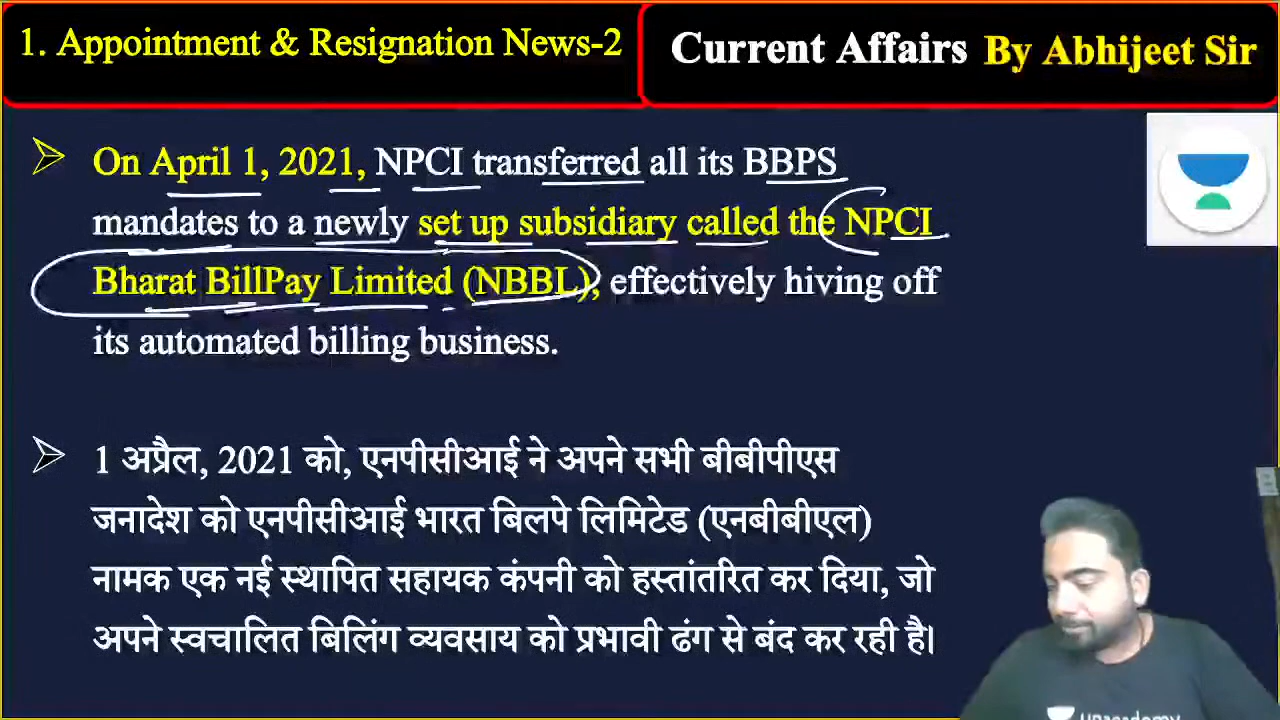 1. Appointment & Resignation News-2
Current Affairs By Abhijeet Sir
On April 1, 2021, NPCI transferred all its BBPS
mandates to a newly set up subsidiary called the NPCI
Bharat BillPay Limited (NBBL), effectively hiving off
its automated billing business.
1 अप्रैल, 2021 को, एनपीसीआई ने अपने सभी बीबीपीएस
जनादेश को एनपीसीआई भारत बिलपे लिमिटेड (एनबीबीएल)
नामक एक नई स्थापित सहायक कंपनी को हस्तांतरित कर दिया, जो
अपने स्वचालित बिलिंग व्यवसाय को प्रभावी ढंग से बंद कर रही है।